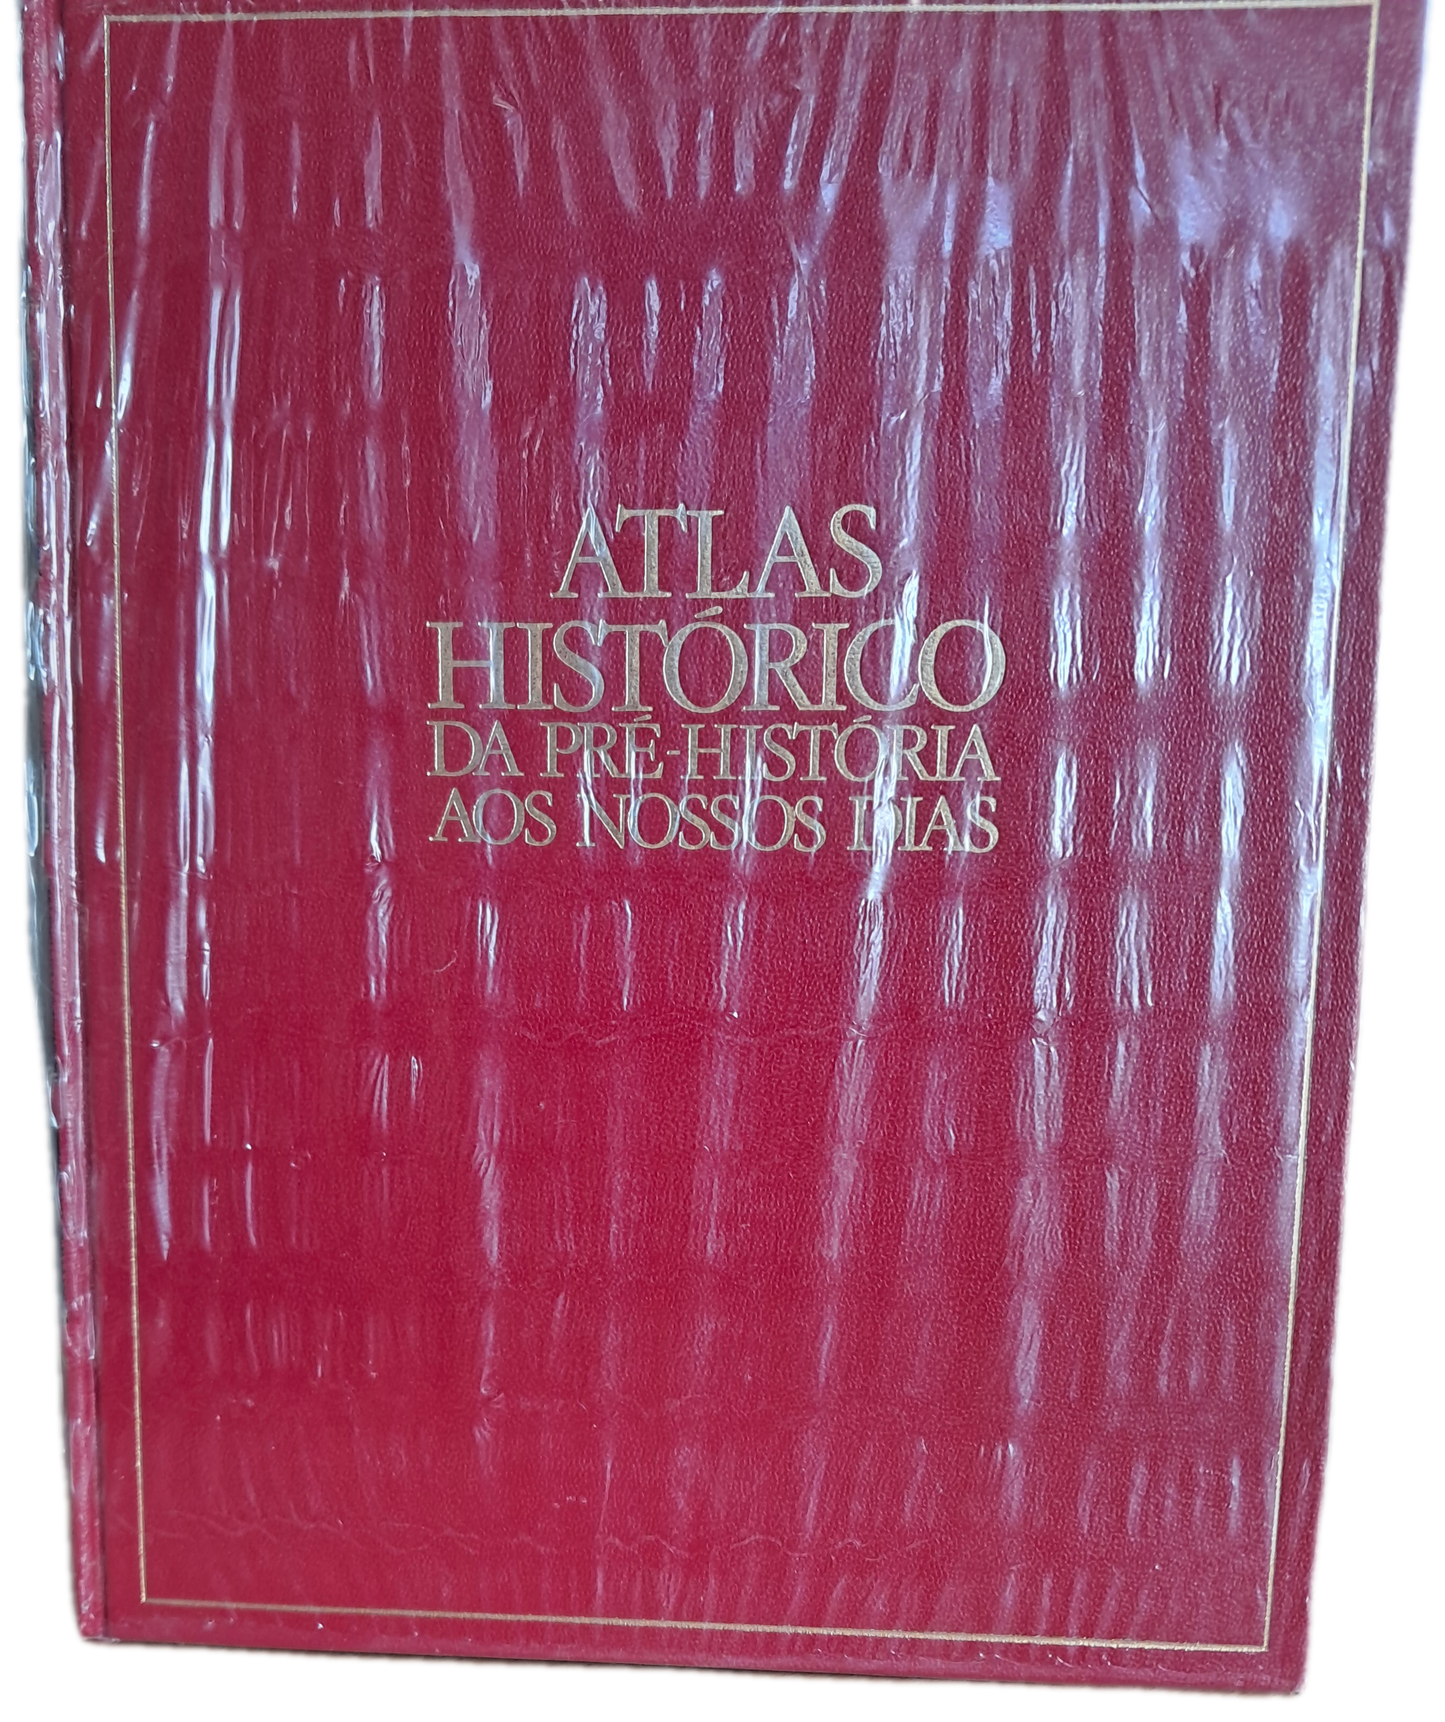 ATLAS
HISTÓRICO
DA PRÉ-HISTÓRIA
AOS NOSSOS DIAS